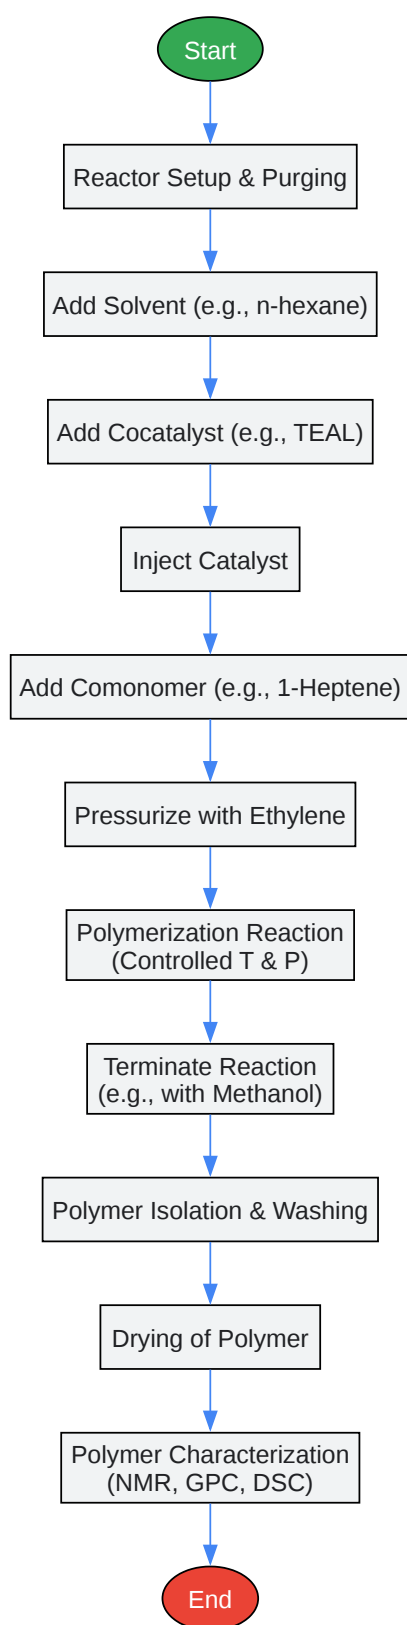 Start
Reactor Setup & Purging
Add Solvent (e.g., n-hexane)
Add Cocatalyst (e.g., TEAL)
Inject Catalyst
Add Comonomer (e.g., 1-Heptene)
Pressurize with Ethylene
Polymerization Reaction
(Controlled T & P)
Terminate Reaction
(e.g., with Methanol)
Polymer Isolation & Washing
Drying of Polymer
Polymer Characterization
(NMR, GPC, DSC)
End